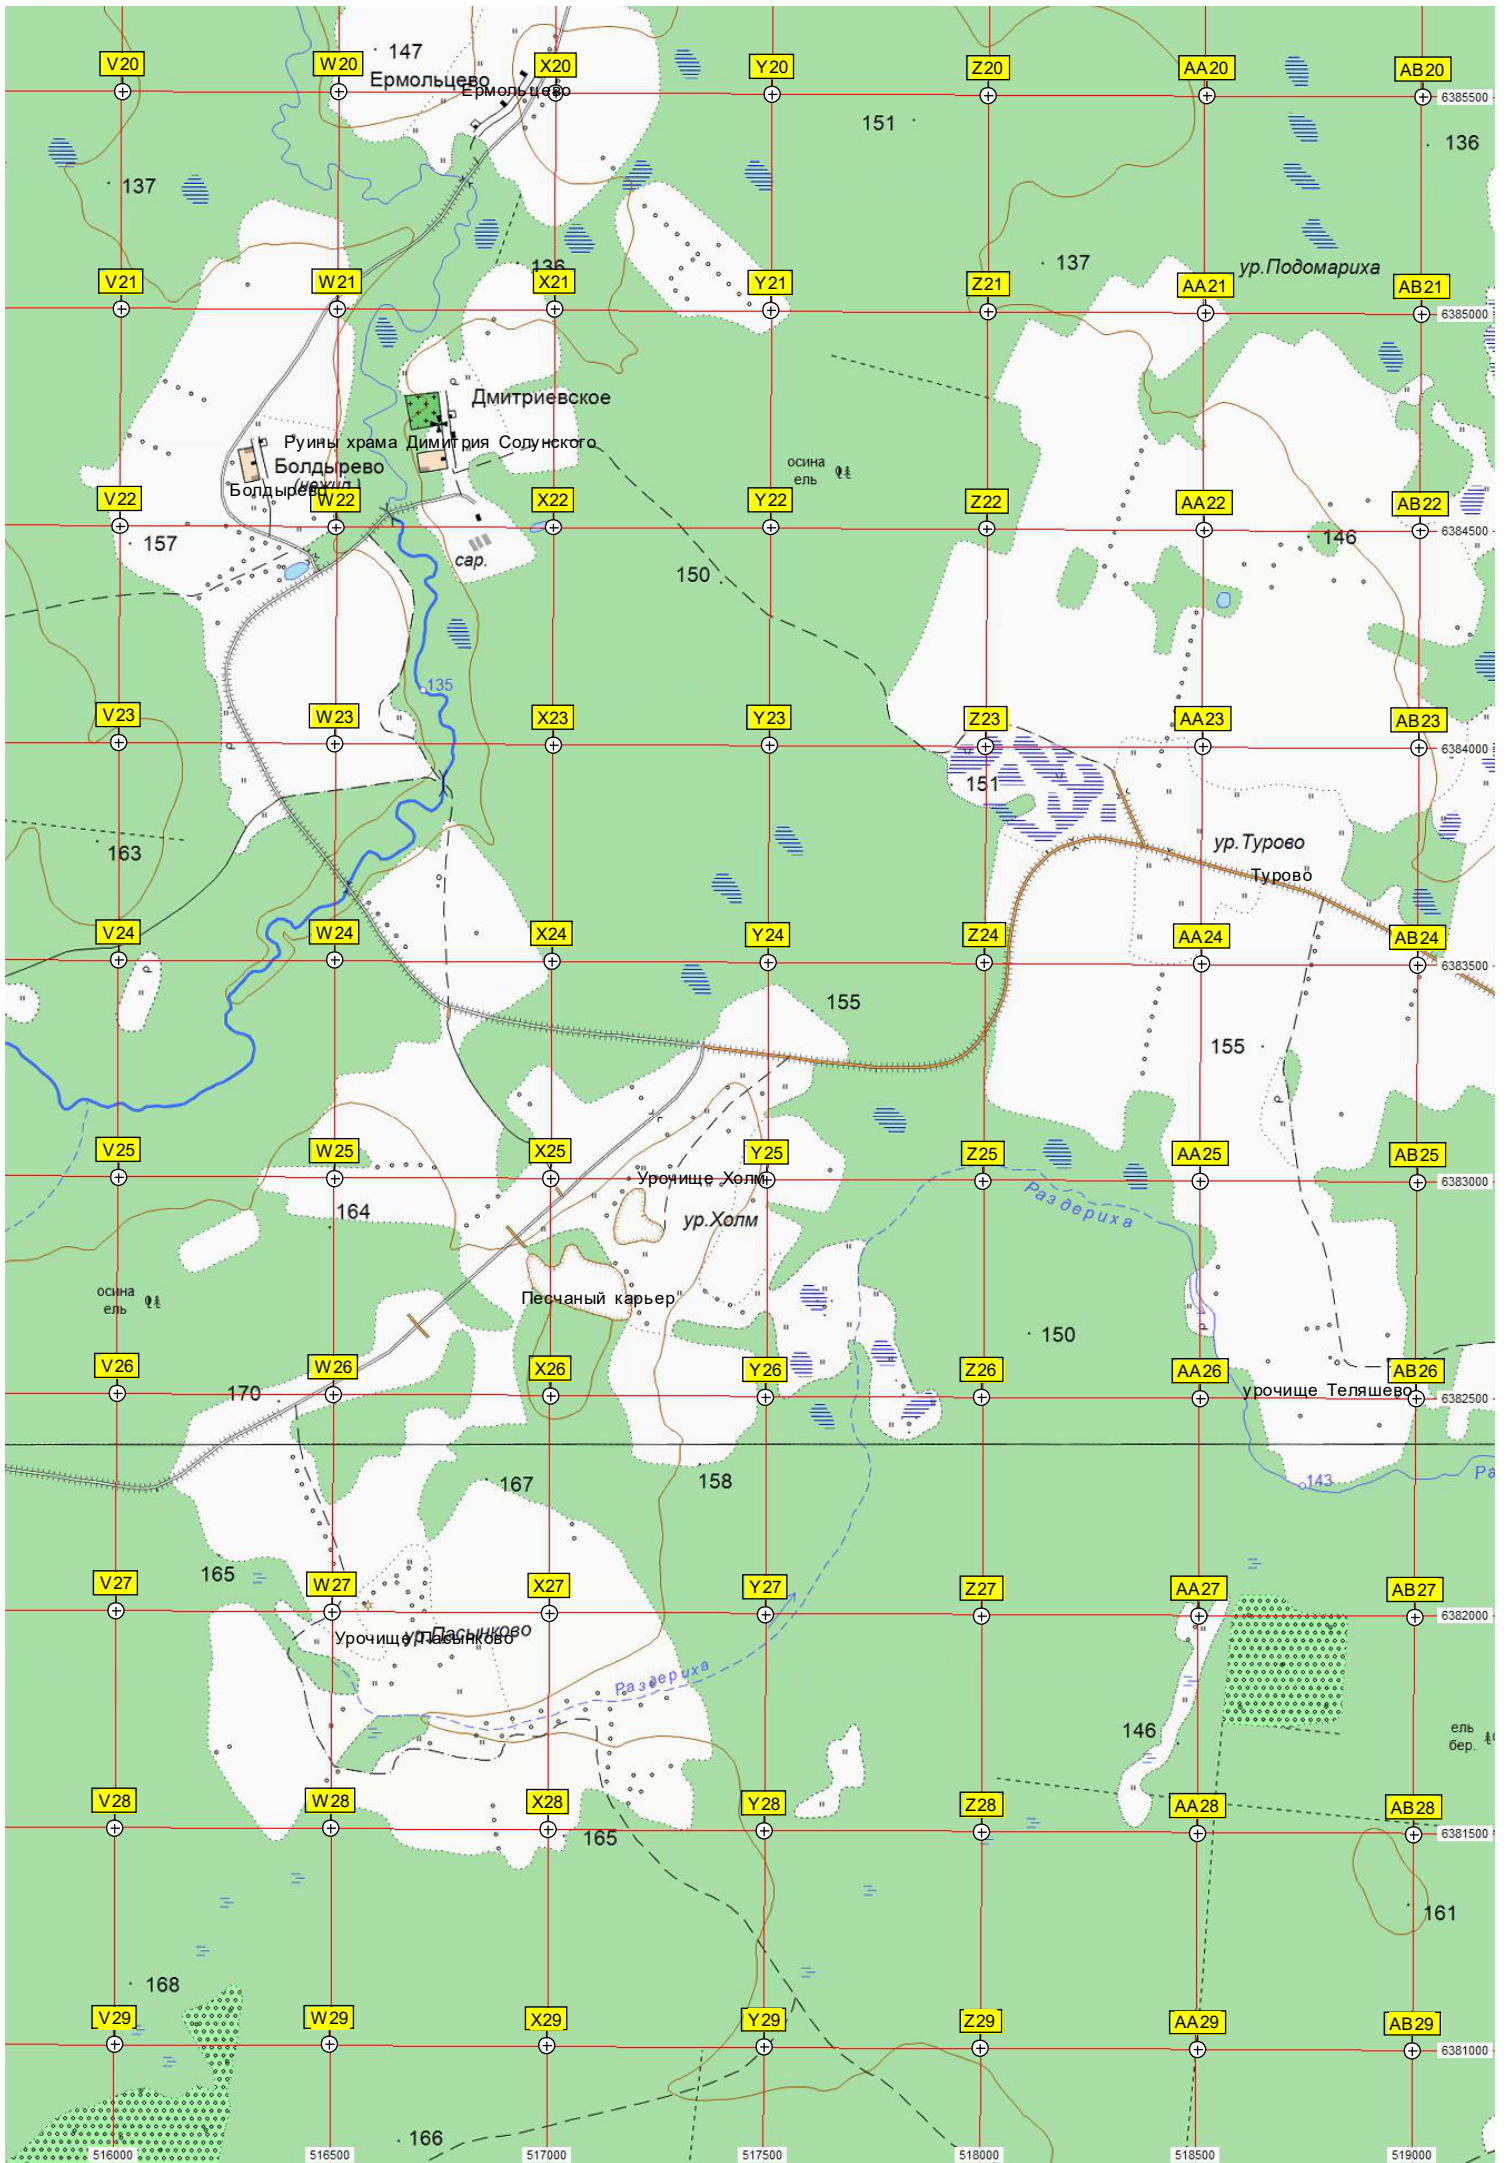 147
V20
W20
X20
Y20
Z20
AA20
AB20
Ермольцево
Ермольцево
6385500
151
136
137
136
137
ур.Подомариха
V21
W21
X21
Y21
Z21
AA21
AB21
6385000
Дмитриевское
Руины храма Димитрия Солунского
Болдырево
(нежил.)
Болдырево
осина
ель
V22
W22
X22
Y22
Z22
AA22
AB22
6384500
157
146
сар.
150
135
V23
W23
X23
Y23
Z23
AA23
AB23
6384000
151
163
ур.Турово
Турово
V24
W24
X24
Y24
Z24
AA24
AB24
6383500
155
155
V25
W25
X25
Y25
Z25
AA25
AB25
6383000
Урочище Холм
Раздериха
164
ур.Холм
осина
ель
Песчаный карьер
150
V26
W26
X26
Y26
Z26
AA26
AB26
170
урочище Теляшево
6382500
167
158
143
Ра
165
V27
W27
X27
Y27
Z27
AA27
AB27
6382000
ур.Пасынково
Урочище Пасынково
Раздериха
146
ель
бер.
V28
W28
X28
Y28
Z28
AA28
AB28
6381500
165
161
168
V29
W29
X29
Y29
Z29
AA29
AB29
6381000
166
516000
516500
517000
517500
518000
518500
519000